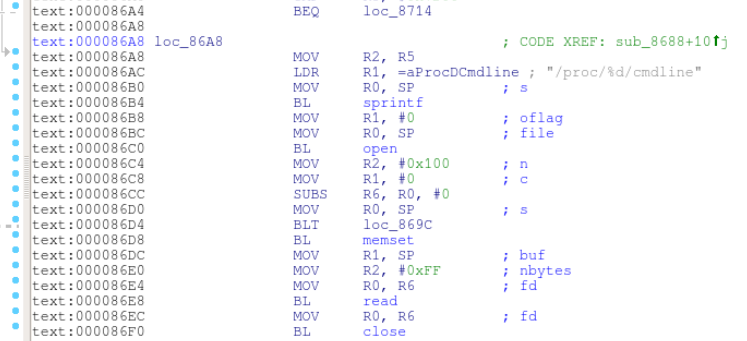 text:000086A4 BEQ loc_8714
text:000086A8
text:000086A8 loc_86A8 ; CODE XREF: sub_8688+10↑j
text:000086A8 MOV R2, R5
text:000086AC LDR R1, =aProcDCmdline ; "/proc/%d/cmdline"
text:000086B0 MOV R0, SP ; s
text:000086B4 BL sprintf
text:000086B8 MOV R1, #0 ; oflag
text:000086BC MOV R0, SP ; file
text:000086C0 BL open
text:000086C4 MOV R2, #0x100 ; n
text:000086C8 MOV R1, #0 ; c
text:000086CC SUBS R6, R0, #0
text:000086D0 MOV R0, SP ; s
text:000086D4 BLT loc_869C
text:000086D8 BL memset
text:000086DC MOV R1, SP ; buf
text:000086E0 MOV R2, #0xFF ; nbytes
text:000086E4 MOV R0, R6 ; fd
text:000086E8 BL read
text:000086EC MOV R0, R6 ; fd
text:000086F0 BL close